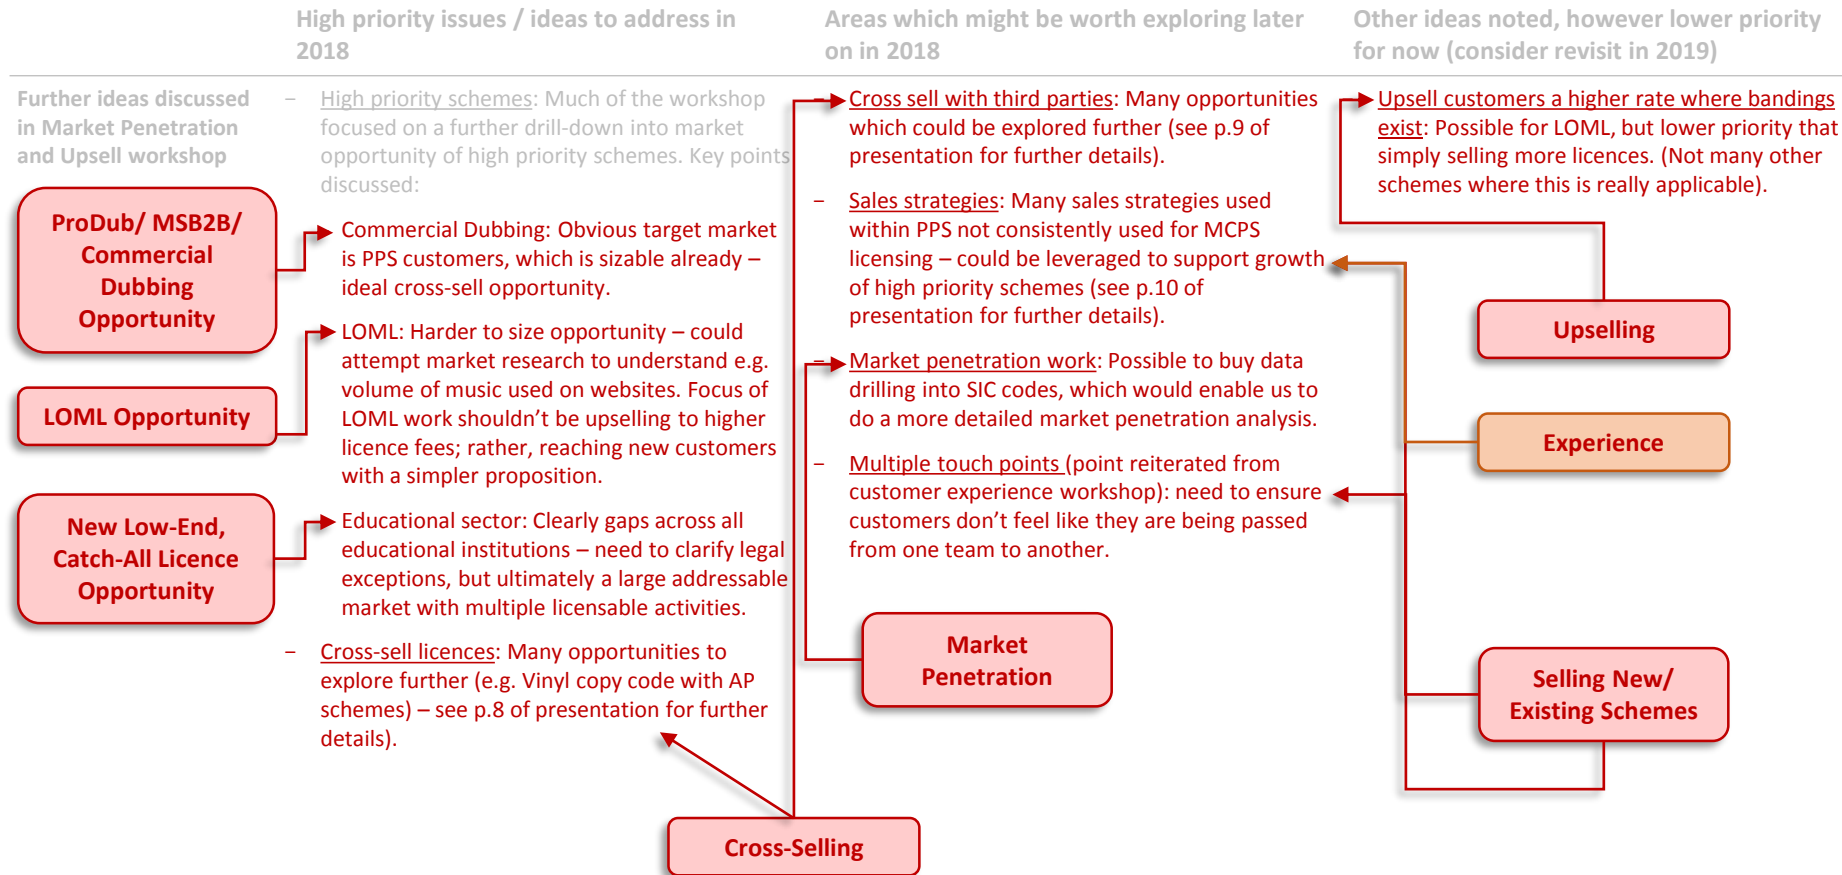 High priority issues / ideas to address in
2018
Areas which might be worth exploring later
on in 2018
Other ideas noted, however lower priority
for now (consider revisit in 2019)
Further ideas discussed
in Market Penetration
and Upsell workshop
ProDub/ MSB2B/
Commercial
Dubbing
Opportunity
LOML Opportunity
New Low-End,
Catch-All Licence
Opportunity
– High priority schemes: Much of the workshop
focused on a further drill-down into market
opportunity of high priority schemes. Key points
discussed:
Commercial Dubbing: Obvious target market
is PPS customers, which is sizable already –
ideal cross-sell opportunity.
LOML: Harder to size opportunity – could
attempt market research to understand e.g.
volume of music used on websites. Focus of
LOML work shouldn't be upselling to higher
licence fees; rather, reaching new customers
with a simpler proposition.
Educational sector: Clearly gaps across all
educational institutions – need to clarify legal
exceptions, but ultimately a large addressable
market with multiple licensable activities.
– Cross-sell licences: Many opportunities to
explore further (e.g. Vinyl copy code with AP
schemes) – see p.8 of presentation for further
details).
– Cross sell with third parties: Many opportunities
which could be explored further (see p.9 of
presentation for further details).
– Sales strategies: Many sales strategies used
within PPS not consistently used for MCPS
licensing – could be leveraged to support growth
of high priority schemes (see p.10 of
presentation for further details).
– Market penetration work: Possible to buy data
drilling into SIC codes, which would enable us to
do a more detailed market penetration analysis.
– Multiple touch points (point reiterated from
customer experience workshop): need to ensure
customers don't feel like they are being passed
from one team to another.
Market
Penetration
Cross-Selling
Upsell customers a higher rate where bandings
exist: Possible for LOML, but lower priority that
simply selling more licences. (Not many other
schemes where this is really applicable).
Upselling
Experience
Selling New/
Existing Schemes